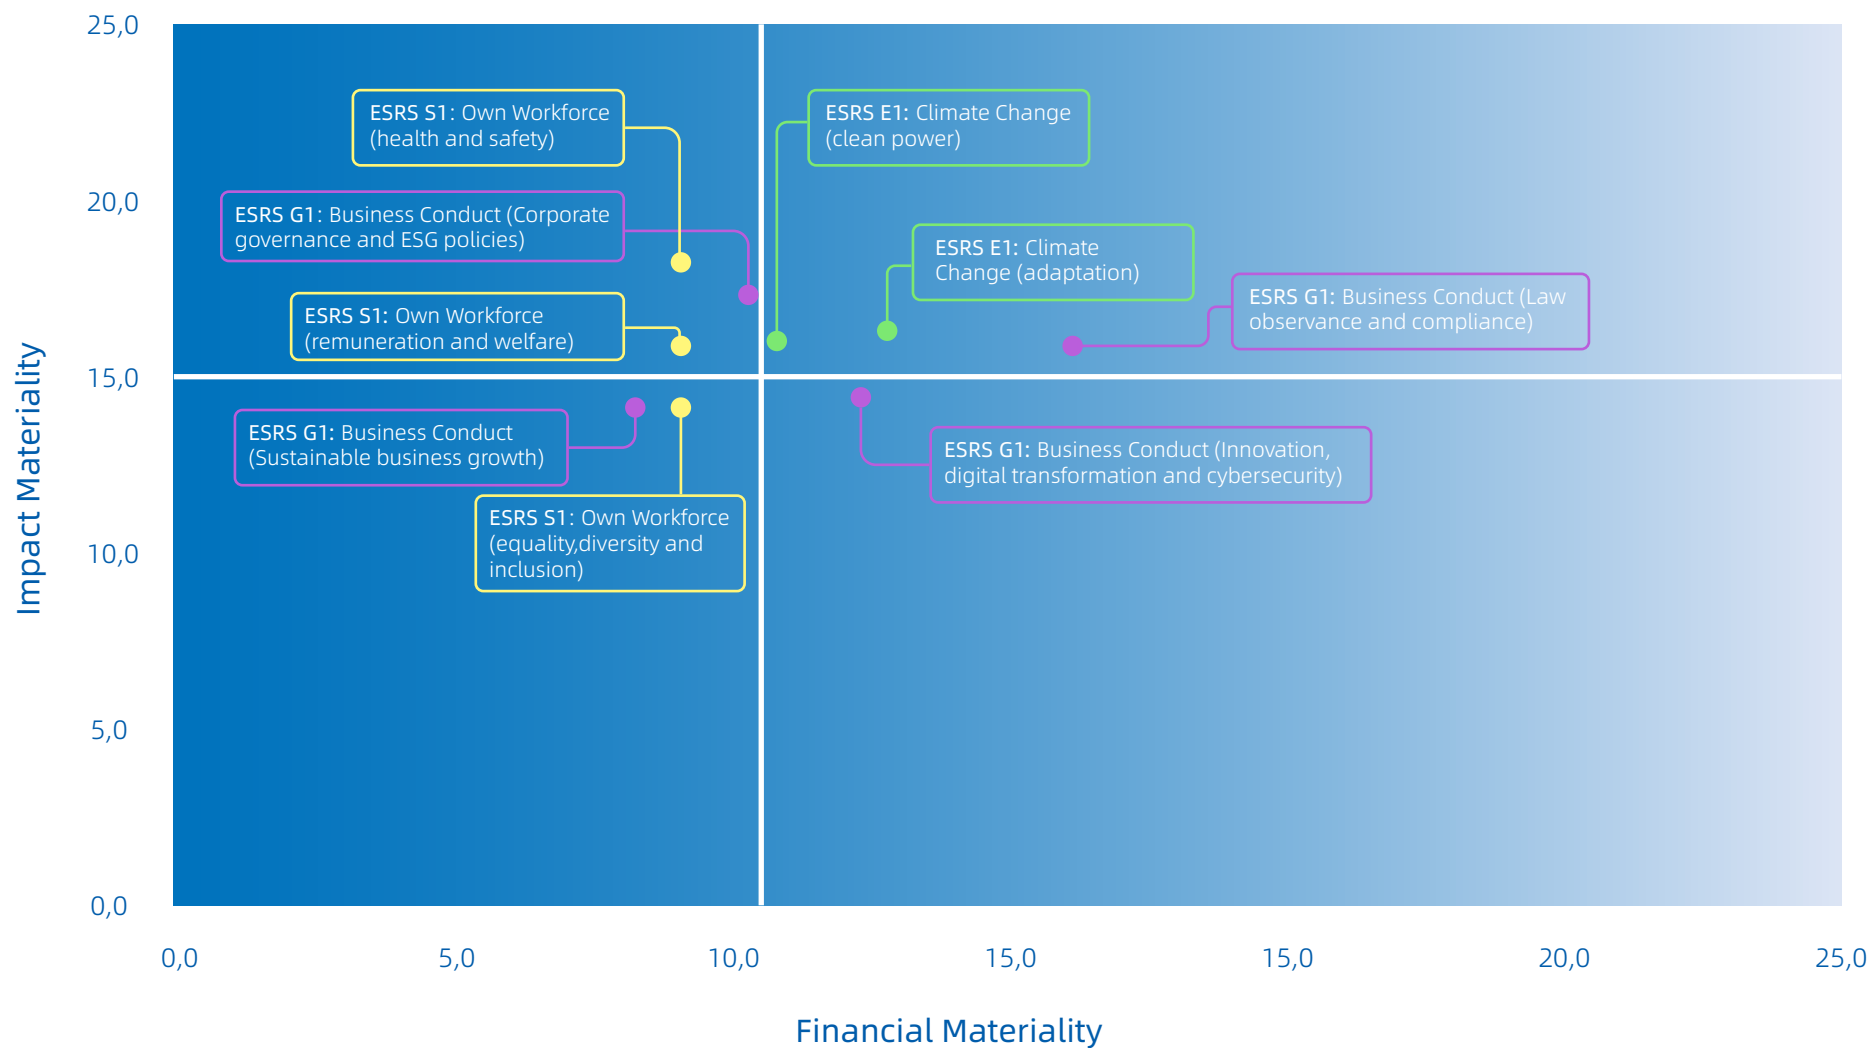 25,0
20,0
15,0
10,0
5,0
0,0
Impact Materiality
ESRS S1: Own Workforce
(health and safety)
ESRS E1: Climate Change
(clean power)
ESRS G1: Business Conduct (Corporate
governance and ESG policies)
ESRS E1: Climate
Change (adaptation)
ESRS G1: Business Conduct (Law
observance and compliance)
ESRS S1: Own Workforce
(remuneration and welfare)
ESRS G1: Business Conduct
(Sustainable business growth)
ESRS G1: Business Conduct (Innovation,
digital transformation and cybersecurity)
ESRS S1: Own Workforce
(equality,diversity and
inclusion)
0,0
5,0
10,0
15,0
15,0
20,0
25,0
Financial Materiality